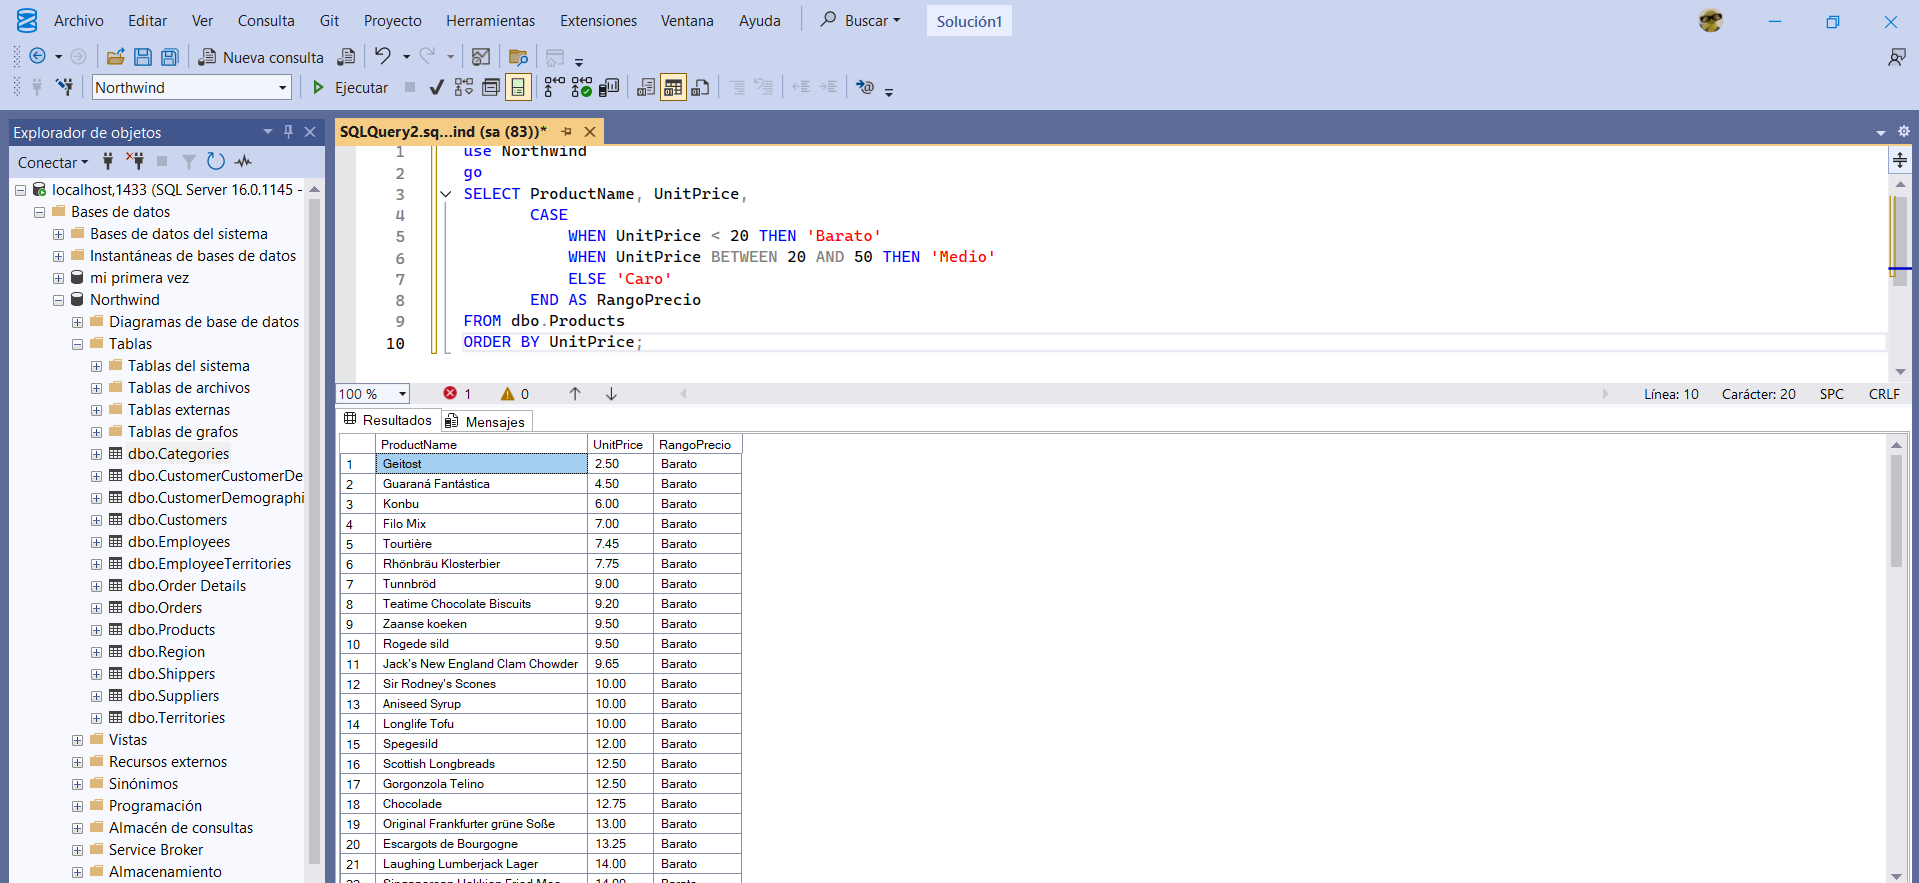 Archivo Editar Ver Consulta Git Proyecto Herramientas Extensiones Ventana Ayuda Buscar Solución1
Nueva consulta
Northwind Ejecutar
Explorador de objetos
Conectar
localhost,1433 (SQL Server 16.0.1145 -
Bases de datos
Bases de datos del sistema
Instantáneas de bases de datos
mi primera vez
Northwind
Diagramas de base de datos
Tablas
Tablas del sistema
Tablas de archivos
Tablas externas
Tablas de grafos
dbo.Categories
dbo.CustomerCustomerDe
dbo.CustomerDemographi
dbo.Customers
dbo.Employees
dbo.EmployeeTerritories
dbo.Order Details
dbo.Orders
dbo.Products
dbo.Region
dbo.Shippers
dbo.Suppliers
dbo.Territories
Vistas
Recursos externos
Sinónimos
Programación
Almacén de consultas
Service Broker
Almacenamiento
SQLQuery2.sq...ind (sa (83))*
1 use Northwind
2 go
3 SELECT ProductName, UnitPrice,
4 CASE
5 WHEN UnitPrice < 20 THEN 'Barato'
6 WHEN UnitPrice BETWEEN 20 AND 50 THEN 'Medio'
7 ELSE 'Caro'
8 END AS RangoPrecio
9 FROM dbo.Products
10 ORDER BY UnitPrice;
100 % 1 0 Línea: 10 Carácter: 20 SPC CRLF
Resultados Mensajes
ProductName UnitPrice RangoPrecio
1 Geitost 2.50 Barato
2 Guaraná Fantástica 4.50 Barato
3 Konbu 6.00 Barato
4 Filo Mix 7.00 Barato
5 Tourtière 7.45 Barato
6 Rhönbräu Klosterbier 7.75 Barato
7 Tunnbröd 9.00 Barato
8 Teatime Chocolate Biscuits 9.20 Barato
9 Zaanse koeken 9.50 Barato
10 Rogede sild 9.50 Barato
11 Jack's New England Clam Chowder 9.65 Barato
12 Sir Rodney's Scones 10.00 Barato
13 Aniseed Syrup 10.00 Barato
14 Longlife Tofu 10.00 Barato
15 Spegesild 12.00 Barato
16 Scottish Longbreads 12.50 Barato
17 Gorgonzola Telino 12.50 Barato
18 Chocolade 12.75 Barato
19 Original Frankfurter grüne Soße 13.00 Barato
20 Escargots de Bourgogne 13.25 Barato
21 Laughing Lumberjack Lager 14.00 Barato